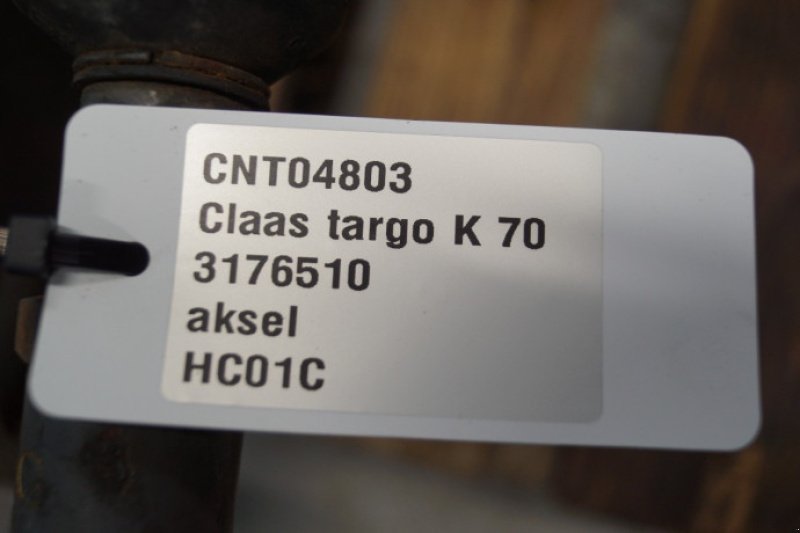 CNT04803
Claas targo K 70
3176510
aksel
HC01C